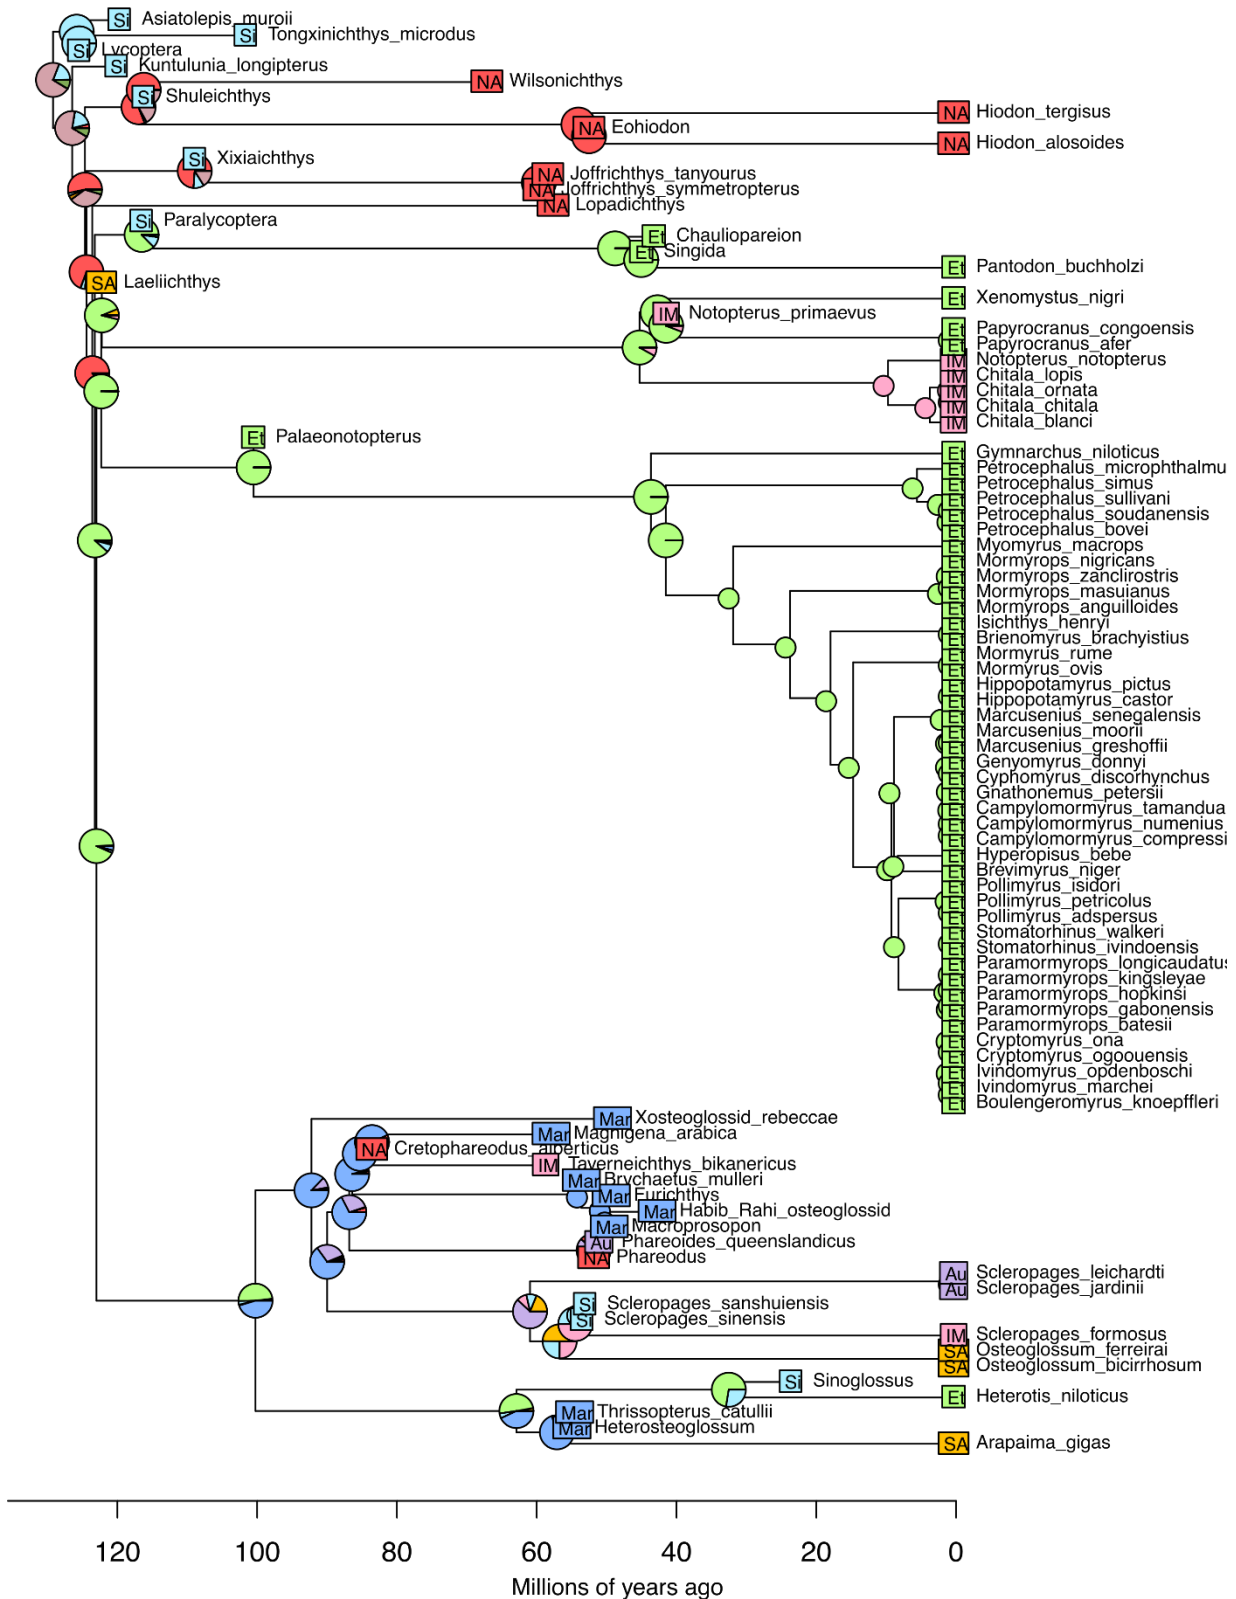 Si Asiatolepis_muroii
Si Tongxinichthys_microdus
Si Lycoptera
Si Kuntulunia_longipterus
NA Wilsonichthys
Si Shuleichthys
NA Hiodon_tergisus
NA Eohiodon
NA Hiodon_alosoides
Si Xixiaichthys
NA Joffrichthys_tanyourus
NA Joffrichthys_symmetropterus
NA Lopadichthys
Si Paralycoptera
Et Chauliopareion
Et Singida
Et Pantodon_buchholzi
SA Laeliichthys
Et Xenomystus_nigri
IM Notopterus_primaevus
Et Papyrocranus_congoensis
Et Papyrocranus_afer
IM Notopterus_notopterus
IM Chitala_lopis
IM Chitala_ornata
IM Chitala_chitala
IM Chitala_blanci
Et Palaeonotopterus
Et Gymnarchus_niloticus
Et Petrocephalus_microphthalmu
Et Petrocephalus_simus
Et Petrocephalus_sullivani
Et Petrocephalus_soudanensis
Et Petrocephalus_bovei
Et Myomyrus_macrops
Et Mormyrops_nigricans
Et Mormyrops_zanclirostris
Et Mormyrops_masuianus
Et Mormyrops_anguilloides
Et Isichthys_henryi
Et Brienomyrus_brachyistius
Et Mormyrus_rume
Et Mormyrus_ovis
Et Hippopotamyrus_pictus
Et Hippopotamyrus_castor
Et Marcusenius_senegalensis
Et Marcusenius_moorii
Et Marcusenius_greshoffii
Et Genyomyrus_donnyi
Et Cyphomyrus_discorhynchus
Et Gnathonemus_petersii
Et Campylomormyrus_tamandua
Et Campylomormyrus_numenius
Et Campylomormyrus_compressi
Et Hyperopisus_bebe
Et Brevimyrus_niger
Et Pollimyrus_isidori
Et Pollimyrus_petricolus
Et Pollimyrus_adspersus
Et Stomatorhinus_walkeri
Et Stomatorhinus_ivindoensis
Et Paramormyrops_longicaudatus
Et Paramormyrops_kingsleyae
Et Paramormyrops_hopkinsi
Et Paramormyrops_gabonensis
Et Paramormyrops_batesii
Et Cryptomyrus_ona
Et Cryptomyrus_ogoouensis
Et Ivindomyrus_opdenboschi
Et Ivindomyrus_marchei
Et Boulengeromyrus_knoepffleri
Mar Xosteoglossid_rebeccae
Mar Magnigena_arabica
NA Cretophareodus_alberticus
IM Taverneichthys_bikanericus
Mar Brychaetus_mulleri
Mar Furichthys
Mar Habib_Rahi_osteoglossid
Mar Macroprosopon
Au Phareoides_queenslandicus
NA Phareodus
Au Scleropages_leichardti
Au Scleropages_jardinii
Si Scleropages_sanshuiensis
Si Scleropages_sinensis
IM Scleropages_formosus
SA Osteoglossum_ferreirai
SA Osteoglossum_bicirrhosum
Si Sinoglossus
Et Heterotis_niloticus
Mar Thrissopterus_catullii
Mar Heterosteoglossum
SA Arapaima_gigas
120 100 80 60 40 20 0
Millions of years ago